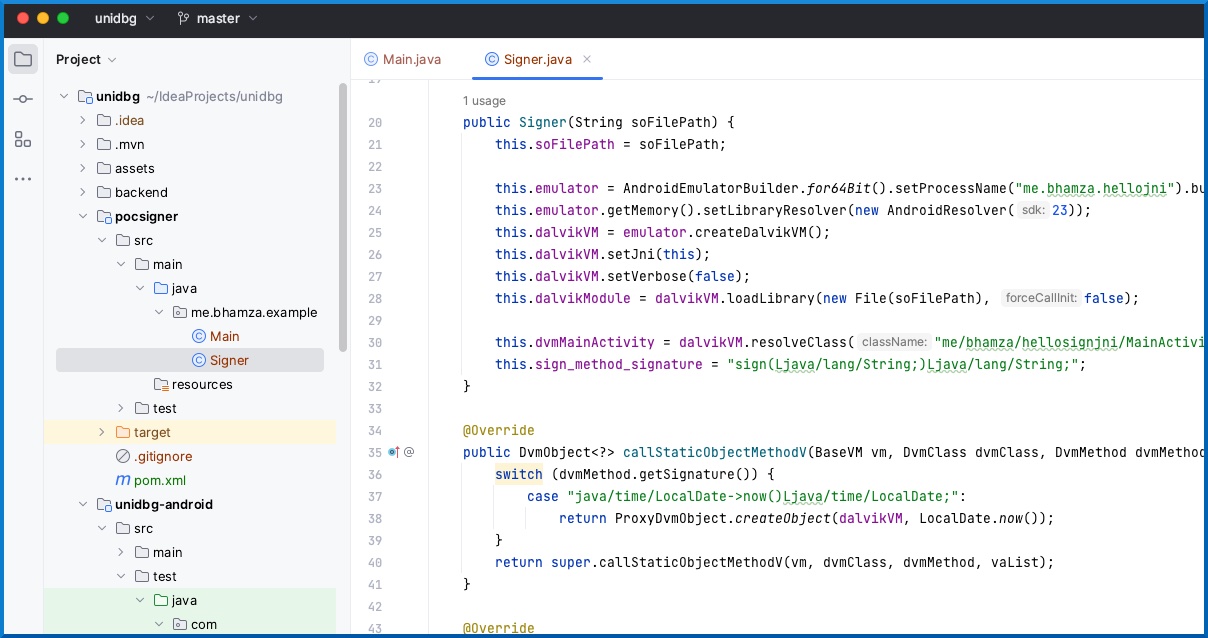 unidbg master
Project
unidbg ~/IdeaProjects/unidbg
.idea
.mvn
assets
backend
pocsigner
src
main
java
me.bhamza.example
Main
Signer
resources
test
target
.gitignore
pom.xml
unidbg-android
src
main
test
java
com
Main.java Signer.java
19
1 usage
20 public Signer(String soFilePath) {
21 this.soFilePath = soFilePath;
22
23 this.emulator = AndroidEmulatorBuilder.for64Bit().setProcessName("me.bhamza.hellojni").bu
24 this.emulator.getMemory().setLibraryResolver(new AndroidResolver( sdk: 23));
25 this.dalvikVM = emulator.createDalvikVM();
26 this.dalvikVM.setJni(this);
27 this.dalvikVM.setVerbose(false);
28 this.dalvikModule = dalvikVM.loadLibrary(new File(soFilePath), forceCallInit: false);
29
30 this.dvmMainActivity = dalvikVM.resolveClass( className: "me/bhamza/hellosignjni/MainActivi
31 this.sign_method_signature = "sign(Ljava/lang/String;)Ljava/lang/String;";
32 }
33
34 @Override
35 @ public DvmObject<?> callStaticObjectMethodV(BaseVM vm, DvmClass dvmClass, DvmMethod dvmMethod
36 switch (dvmMethod.getSignature()) {
37 case "java/time/LocalDate->now()Ljava/time/LocalDate;":
38 return ProxyDvmObject.createObject(dalvikVM, LocalDate.now());
39 }
40 return super.callStaticObjectMethodV(vm, dvmClass, dvmMethod, vaList);
41 }
42
43 @Override